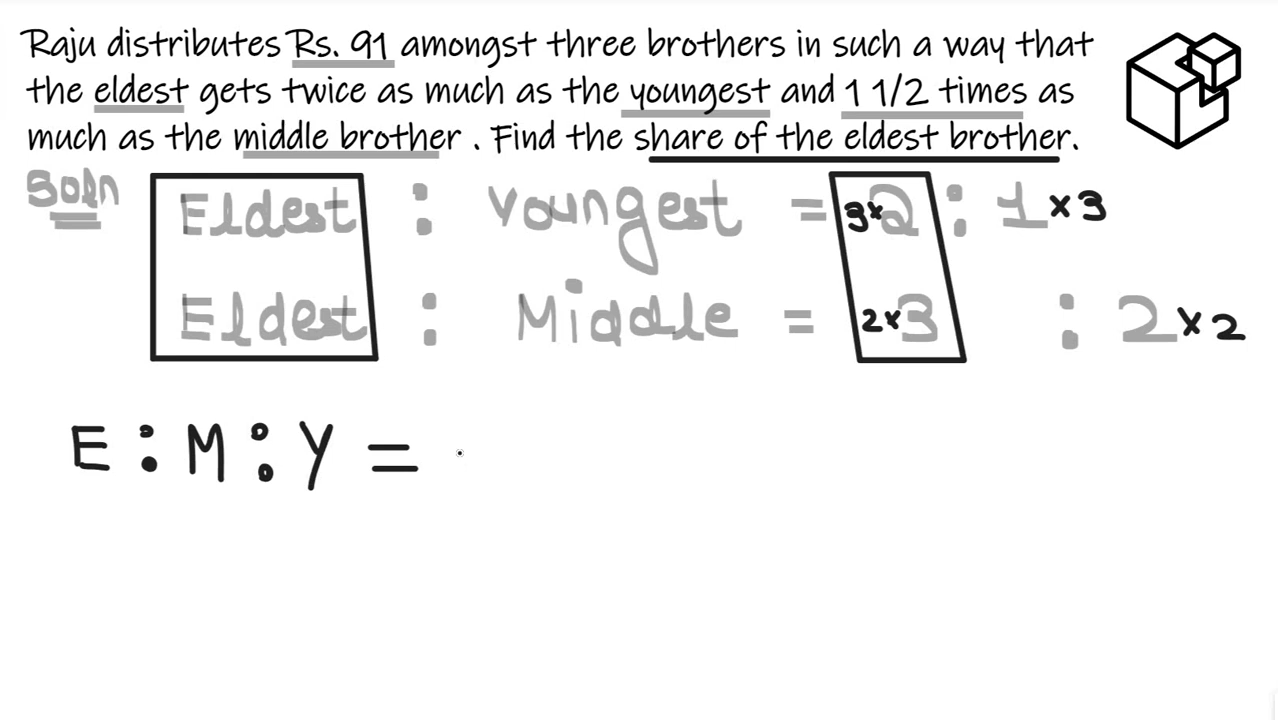 Raju distributes Rs. 91 amongst three brothers in such a way that
the eldest gets twice as much as the youngest and 1 1/2 times as
much as the middle brother . Find the share of the eldest brother.
Soln
Eldest : Youngest = 3×2 : 1×3
Eldest : Middle = 2×3 : 2×2
E : M : Y =